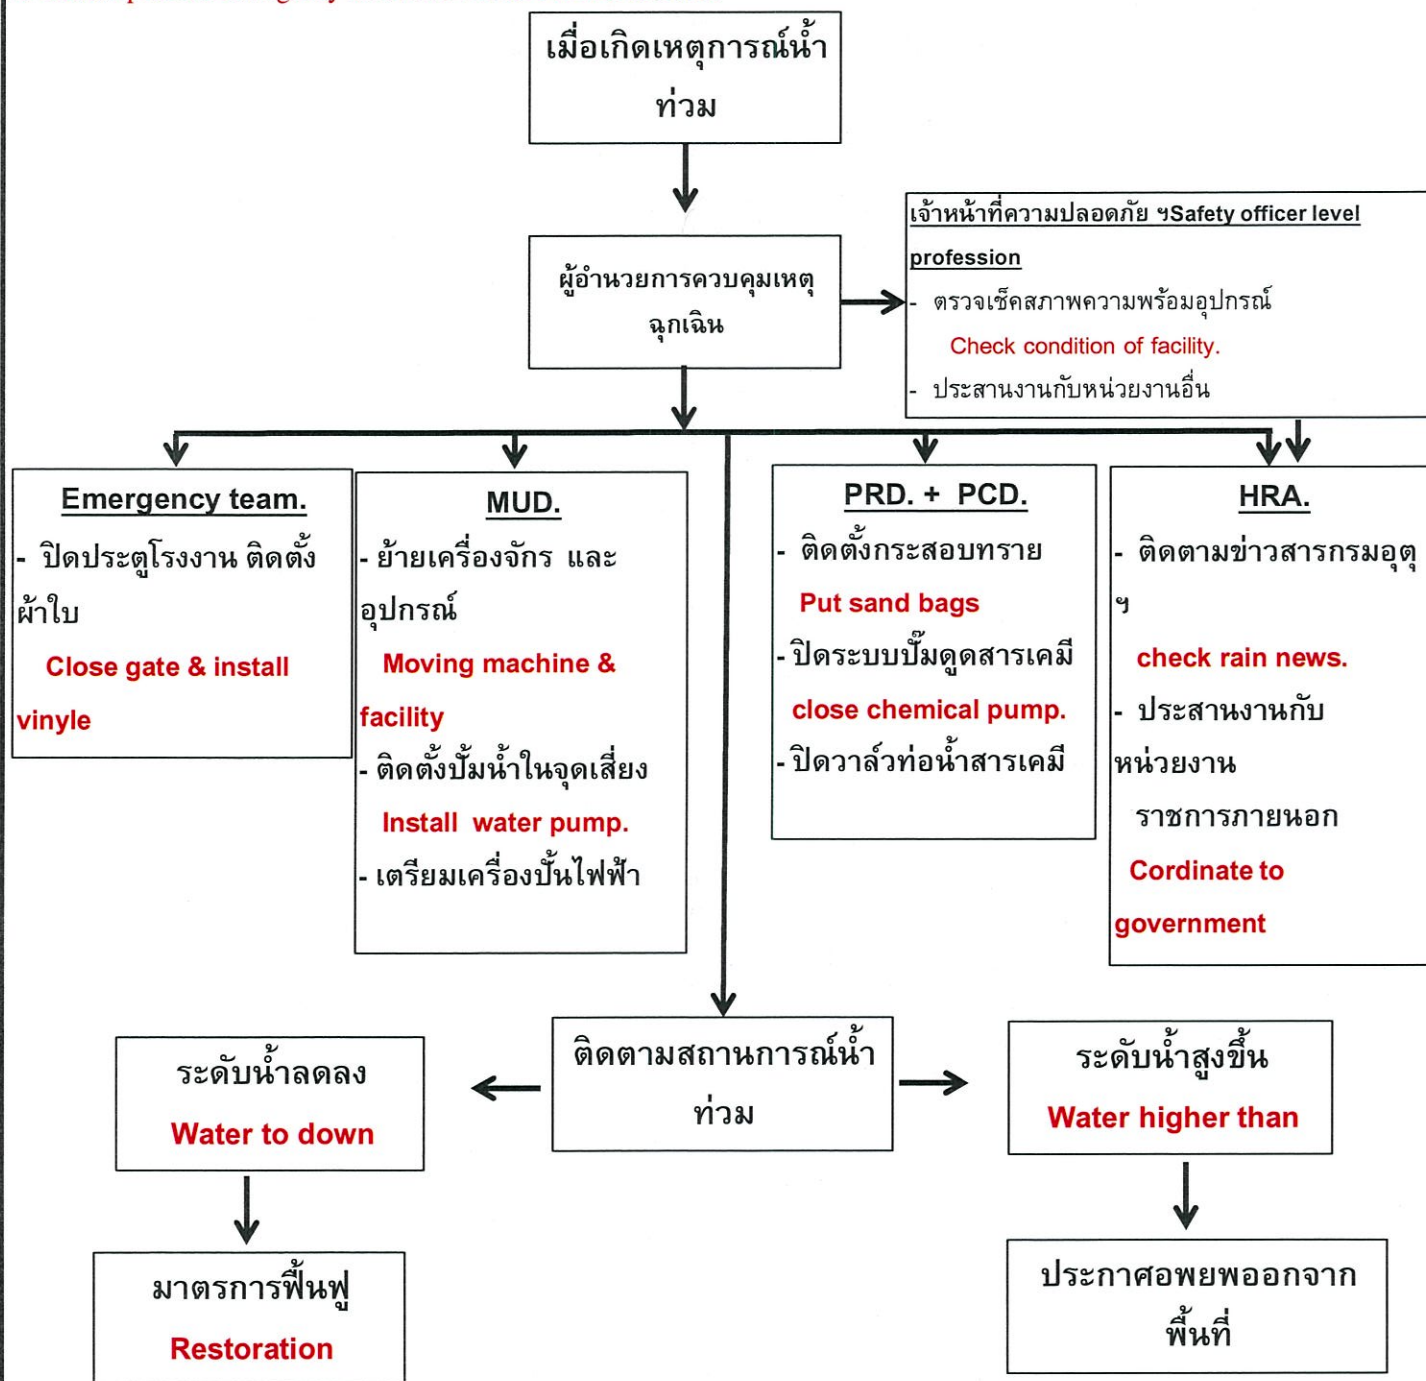 เมื่อเกิดเหตุการณ์น้ำ
ท่วม
ผู้อำนวยการควบคุมเหตุ
ฉุกเฉิน
เจ้าหน้าที่ความปลอดภัย ฯSafety officer level
profession
- ตรวจเช็คสภาพความพร้อมอุปกรณ์
Check condition of facility.
- ประสานงานกับหน่วยงานอื่น
Emergency team.
- ปิดประตูโรงงาน ติดตั้ง
ผ้าใบ
Close gate & install
vinyle
MUD.
- ย้ายเครื่องจักร และ
อุปกรณ์
Moving machine &
facility
- ติดตั้งปั้มน้ำในจุดเสี่ยง
Install water pump.
- เตรียมเครื่องปั้นไฟฟ้า
PRD. + PCD.
- ติดตั้งกระสอบทราย
Put sand bags
- ปิดระบบปั๊มดูดสารเคมี
close chemical pump.
- ปิดวาล์วท่อน้ำสารเคมี
HRA.
- ติดตามข่าวสารกรมอุตุ
ฯ
check rain news.
- ประสานงานกับ
หน่วยงาน
ราชการภายนอก
Cordinate to
government
ติดตามสถานการณ์น้ำ
ท่วม
ระดับน้ำลดลง
Water to down
ระดับน้ำสูงขึ้น
Water higher than
มาตรการฟื้นฟู
Restoration
ประกาศอพยพออกจาก
พื้นที่